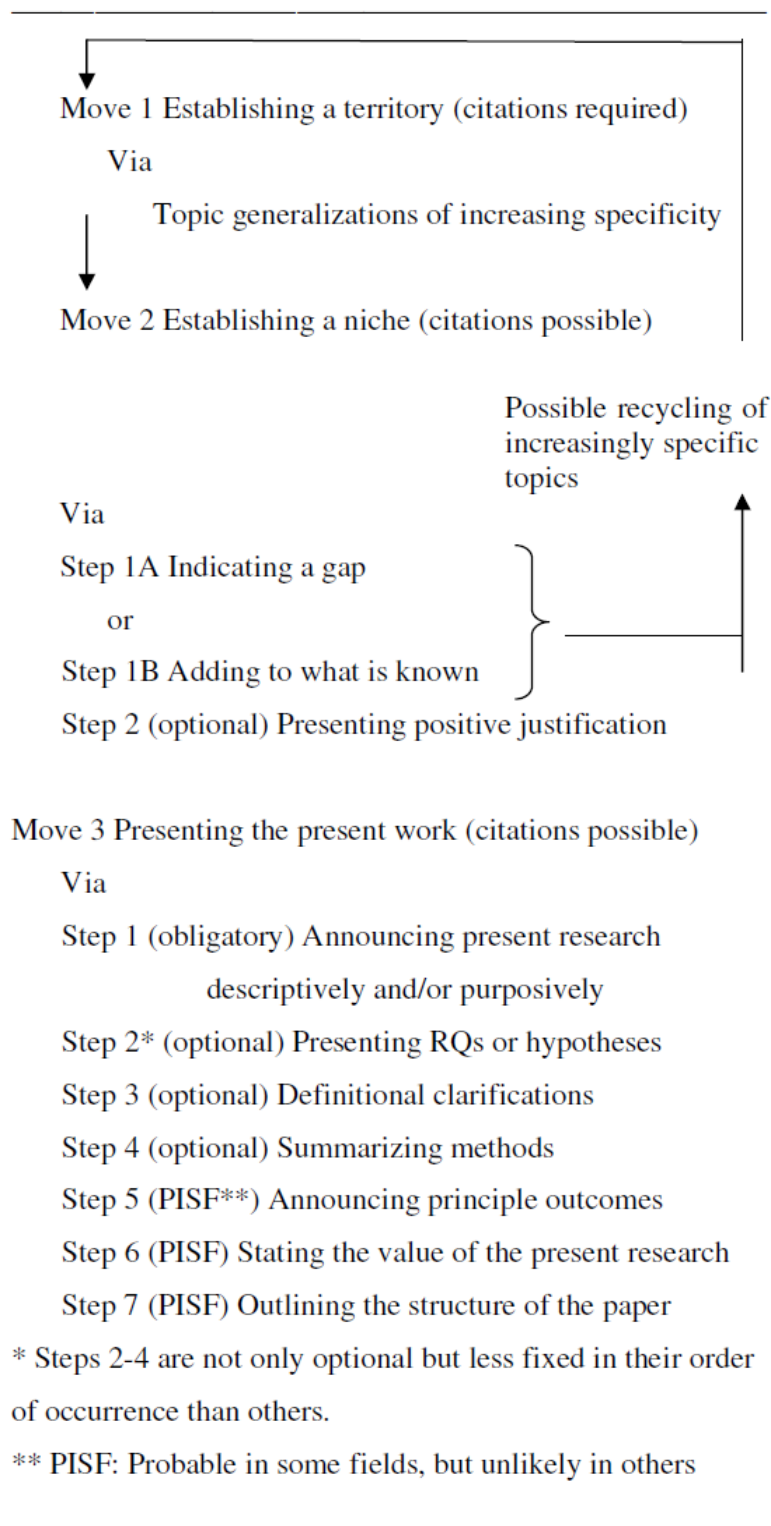 Move 1 Establishing a territory (citations required)
Via
Topic generalizations of increasing specificity
Move 2 Establishing a niche (citations possible)
Possible recycling of
increasingly specific
topics
Via
Step 1A Indicating a gap
or
Step 1B Adding to what is known
Step 2 (optional) Presenting positive justification
Move 3 Presenting the present work (citations possible)
Via
Step 1 (obligatory) Announcing present research
descriptively and/or purposively
Step 2* (optional) Presenting RQs or hypotheses
Step 3 (optional) Definitional clarifications
Step 4 (optional) Summarizing methods
Step 5 (PISF**) Announcing principle outcomes
Step 6 (PISF) Stating the value of the present research
Step 7 (PISF) Outlining the structure of the paper
* Steps 2-4 are not only optional but less fixed in their order
of occurrence than others.
** PISF: Probable in some fields, but unlikely in others